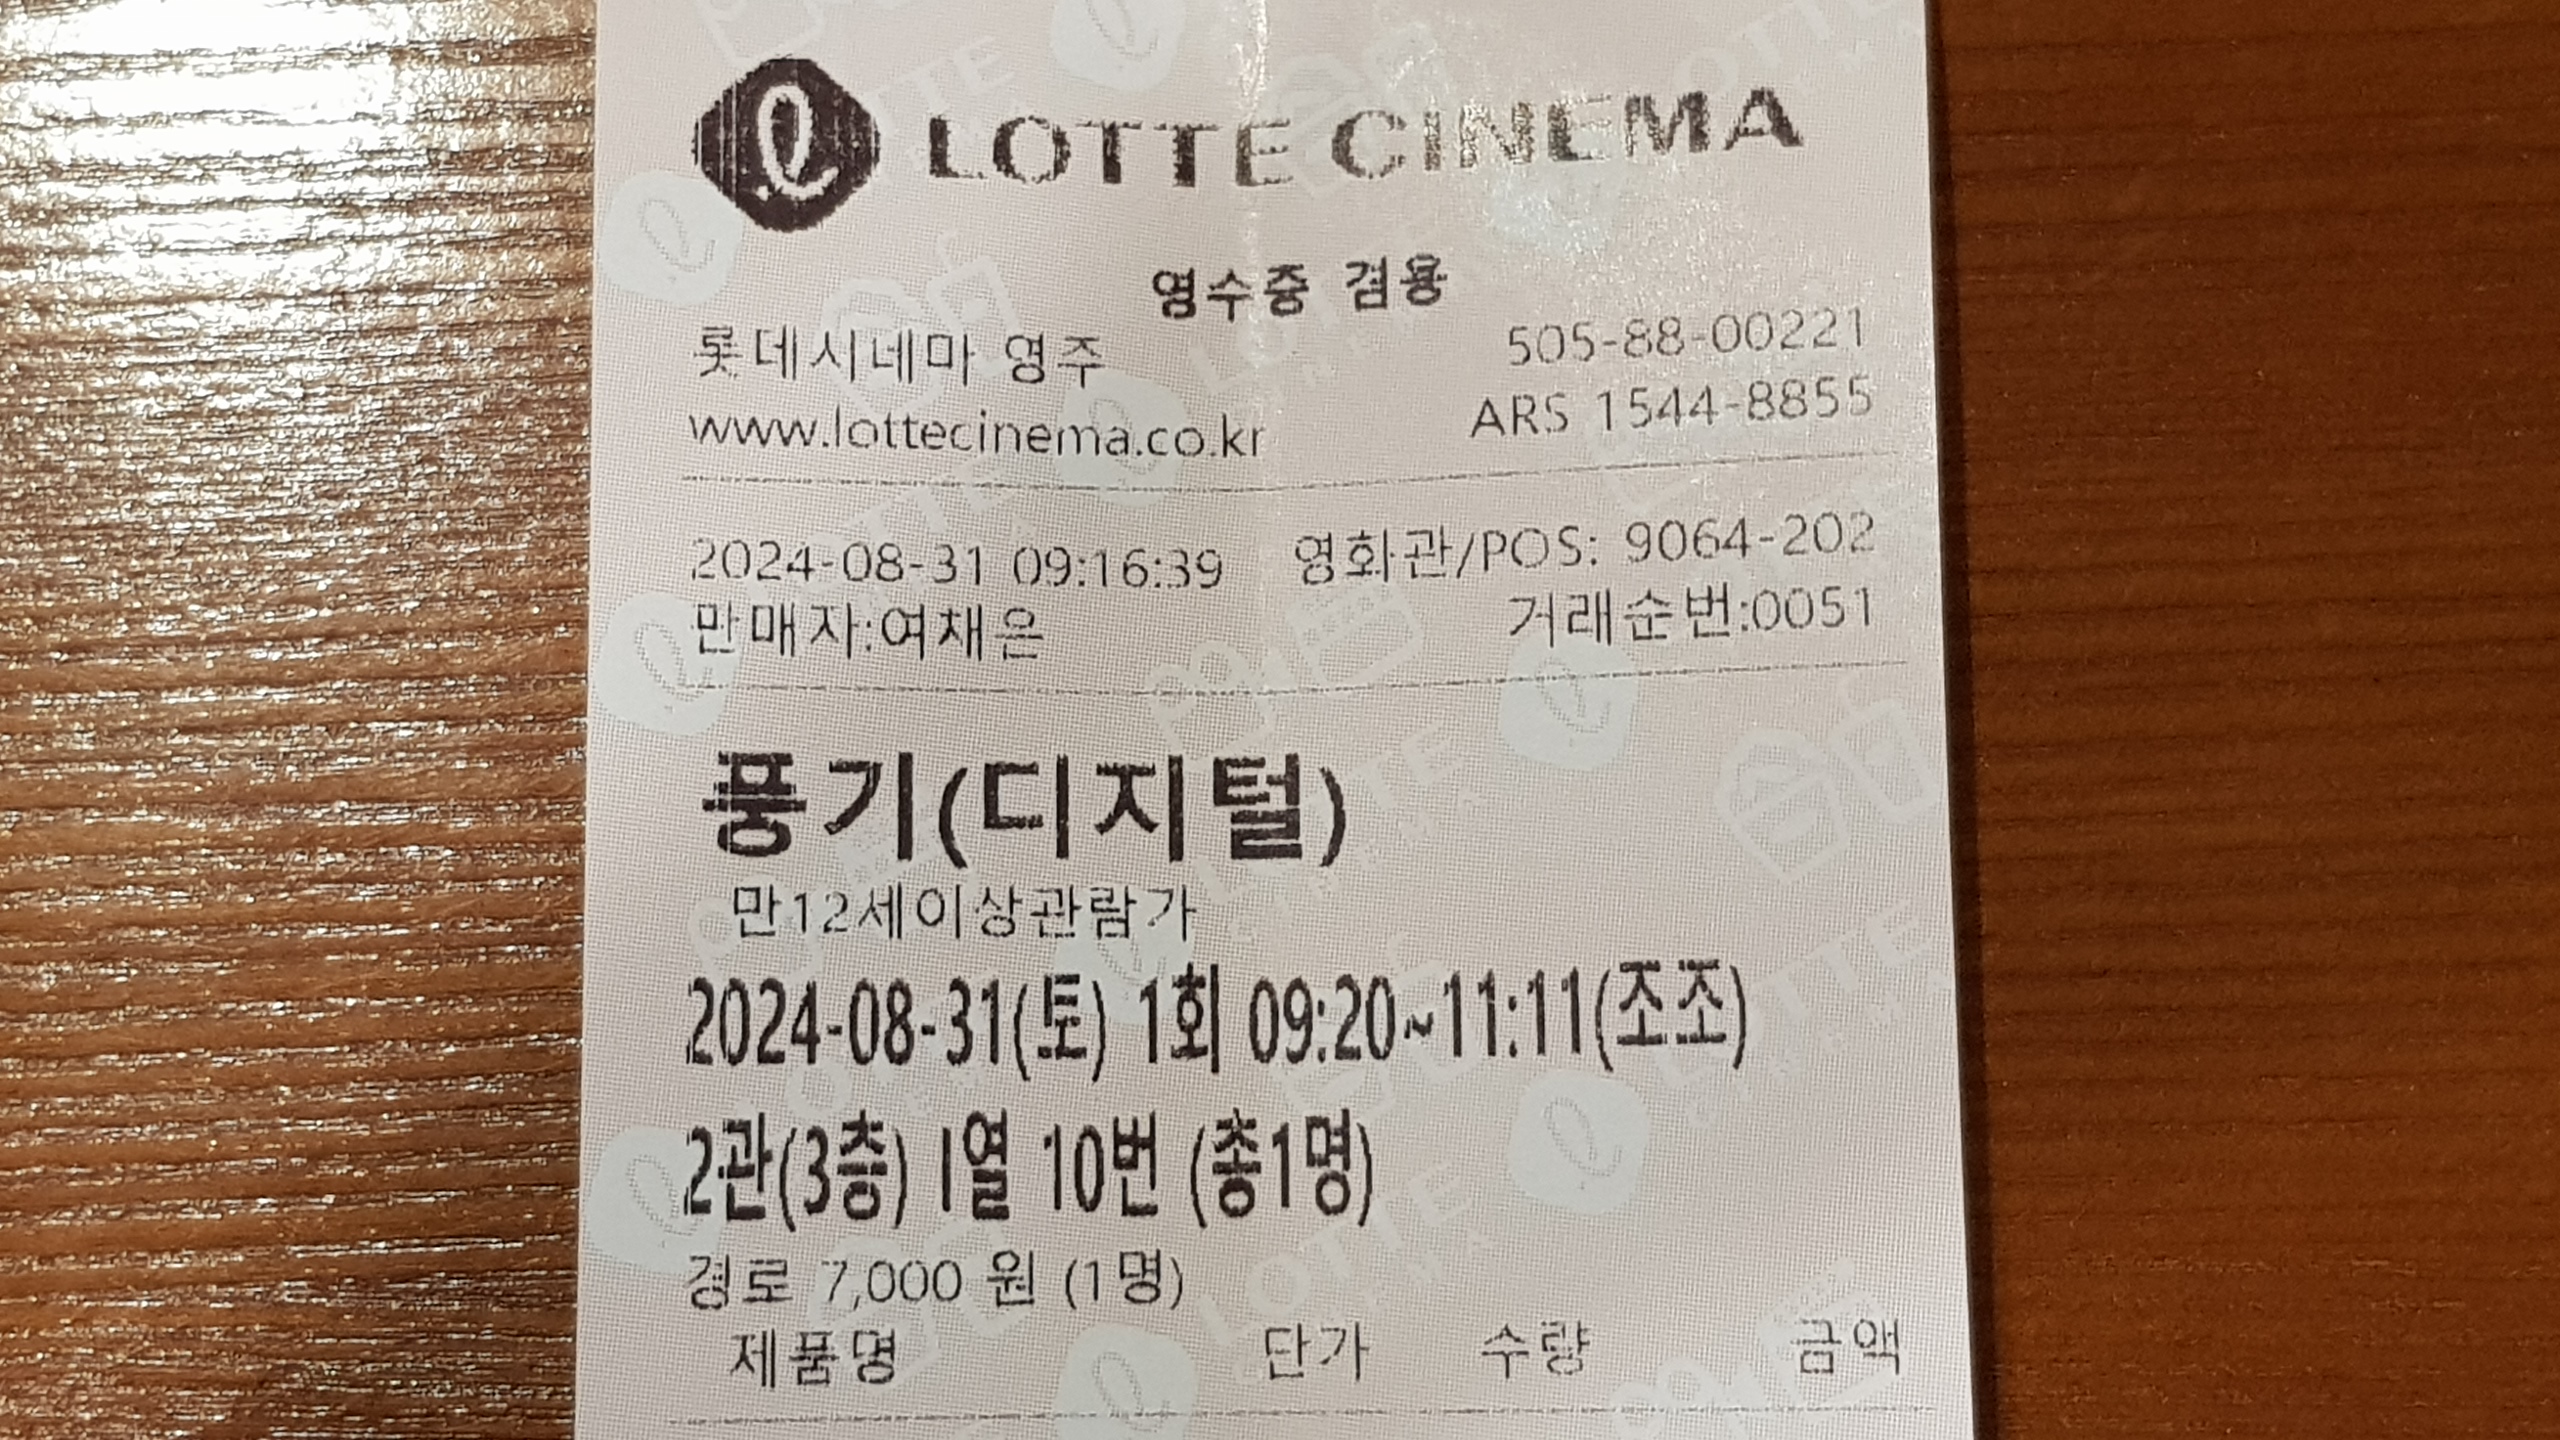 LOTTE CINEMA
영수증 겸용
롯데시네마 영주 505-88-00221
www.lottecinema.co.kr ARS 1544-8855
2024-08-31 09:16:39 영화관/POS: 9064-202
판매자:여채은 거래순번:0051
풍기(디지털)
만12세이상관람가
2024-08-31(토) 1회 09:20~11:11(조조)
2관(3층) I열 10번 (총1명)
경로 7,000 원 (1명)
제품명 단가 수량 금액